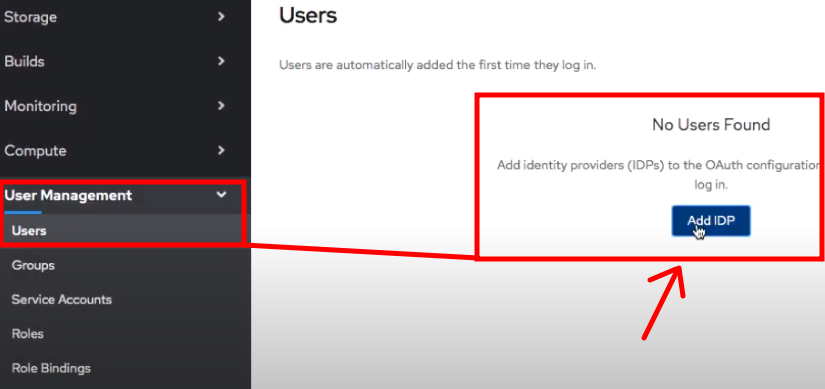 Storage
Builds
Monitoring
Compute
User Management
Users
Groups
Service Accounts
Roles
Role Bindings
Users
Users are automatically added the first time they log in.
No Users Found
Add identity providers (IDPs) to the OAuth configuration
log in.
Add IDP